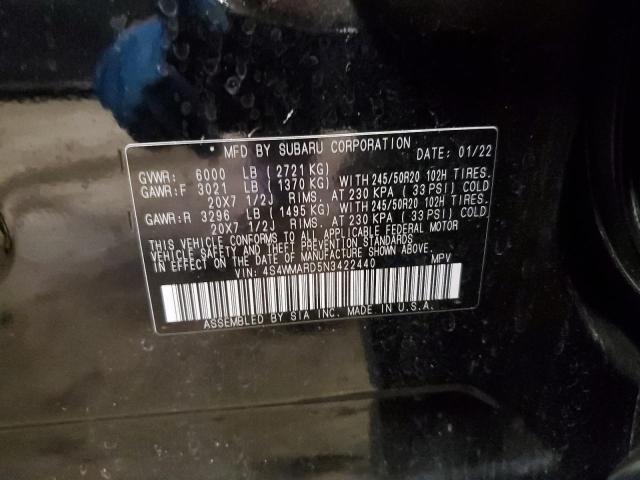 MFD BY SUBARU CORPORATION
DATE: 01/22
GVWR: 6000 LB ( 2721 KG)
GAWR:F 3021 LB ( 1370 KG) WITH 245/50R20 102H TIRES.
20X7 1/2J RIMS. AT 230 KPA ( 33 PSI) COLD
GAWR:R 3296 LB ( 1495 KG) WITH 245/50R20 102H TIRES.
20X7 1/2J RIMS. AT 230 KPA ( 33 PSI) COLD
THIS VEHICLE CONFORMS TO ALL APPLICABLE FEDERAL MOTOR
VEHICLE SAFETY, BUMPER, AND THEFT PREVENTION STANDARDS
IN EFFECT ON THE DATE OF MANUFACTURE SHOWN ABOVE.
VIN: 4S4WMARD5N3422440 MPV
ASSEMBLED BY SIA INC. MADE IN U.S.A.